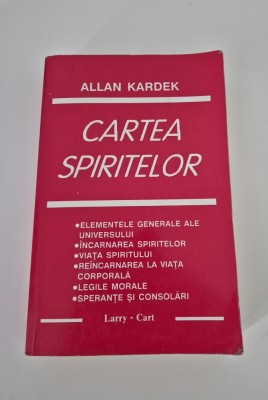 ALLAN KARDEK
CARTEA
SPIRITELOR
•ELEMENTELE GENERALE ALE
UNIVERSULUI
•ÎNCARNAREA SPIRITELOR
•VIAȚA SPIRITULUI
•REÎNCARNAREA LA VIAȚA
CORPORALĂ
•LEGILE MORALE
•SPERANȚE ȘI CONSOLĂRI
Larry - Cart